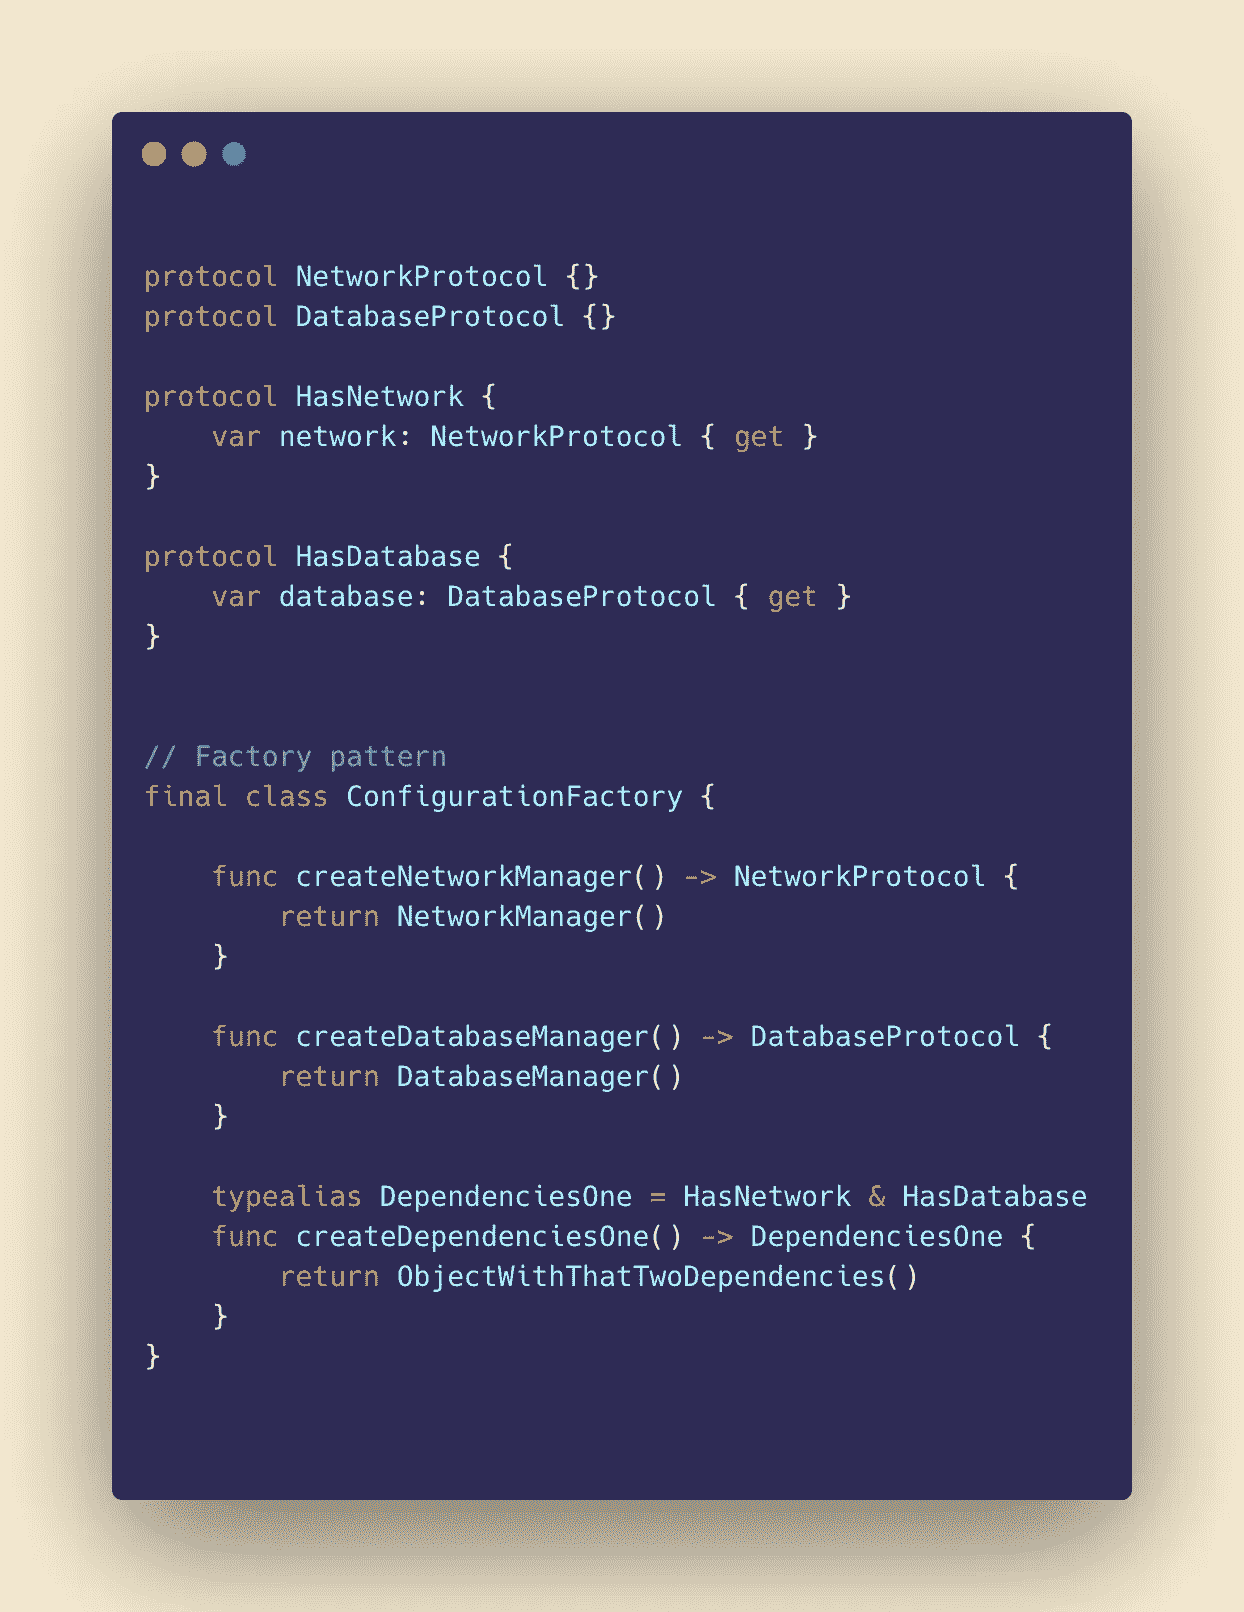 protocol NetworkProtocol {}
protocol DatabaseProtocol {}

protocol HasNetwork {
    var network: NetworkProtocol { get }
}

protocol HasDatabase {
    var database: DatabaseProtocol { get }
}

// Factory pattern
final class ConfigurationFactory {

    func createNetworkManager() -> NetworkProtocol {
        return NetworkManager()
    }

    func createDatabaseManager() -> DatabaseProtocol {
        return DatabaseManager()
    }

    typealias DependenciesOne = HasNetwork & HasDatabase
    func createDependenciesOne() -> DependenciesOne {
        return ObjectWithThatTwoDependencies()
    }
}